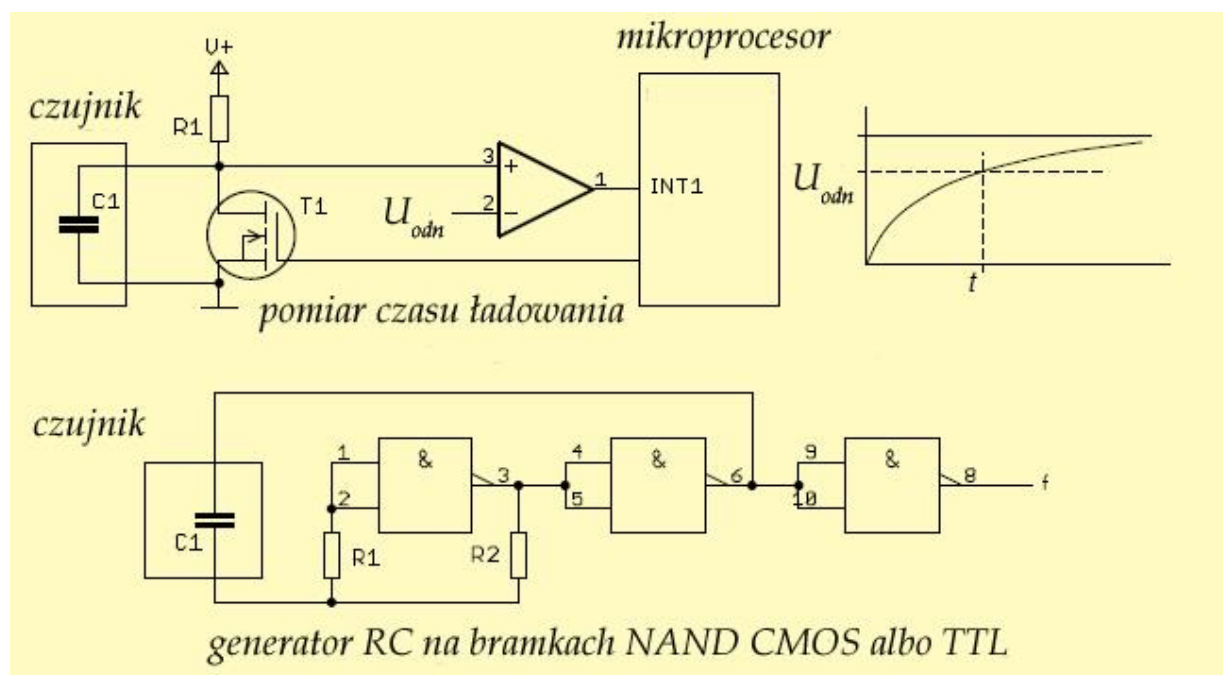 mikroprocesor
V+
czujnik
R1
C1
T1
3
+
1
INT1
U odn
2
−
U odn
t
pomiar czasu ładowania
czujnik
1
&
3
2
4
&
6
5
9
&
8
f
10
C1
R1
R2
generator RC na bramkach NAND CMOS albo TTL